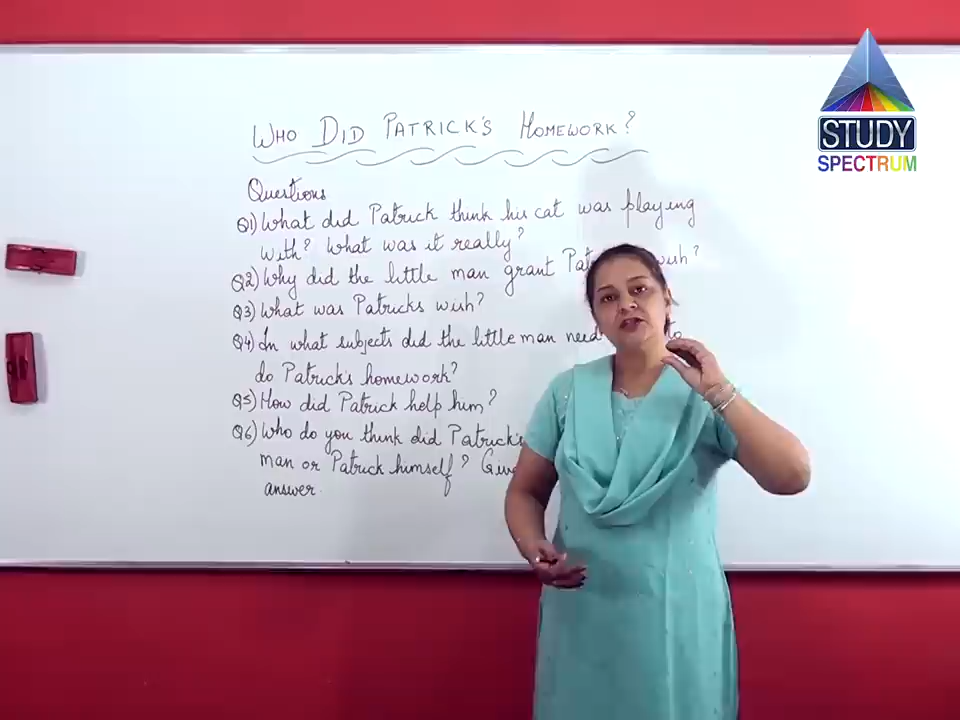 WHO DID PATRICK'S HOMEWORK?
Questions
Q1) What did Patrick think his cat was playing
with? What was it really?
Q2) Why did the little man grant Pat wish?
Q3) What was Patricks wish?
Q4) In what subjects did the little man need to
do Patrick's homework?
Q5) How did Patrick help him?
Q6) Who do you think did Patrick's
man or Patrick himself? Give
answer.
STUDY
SPECTRUM